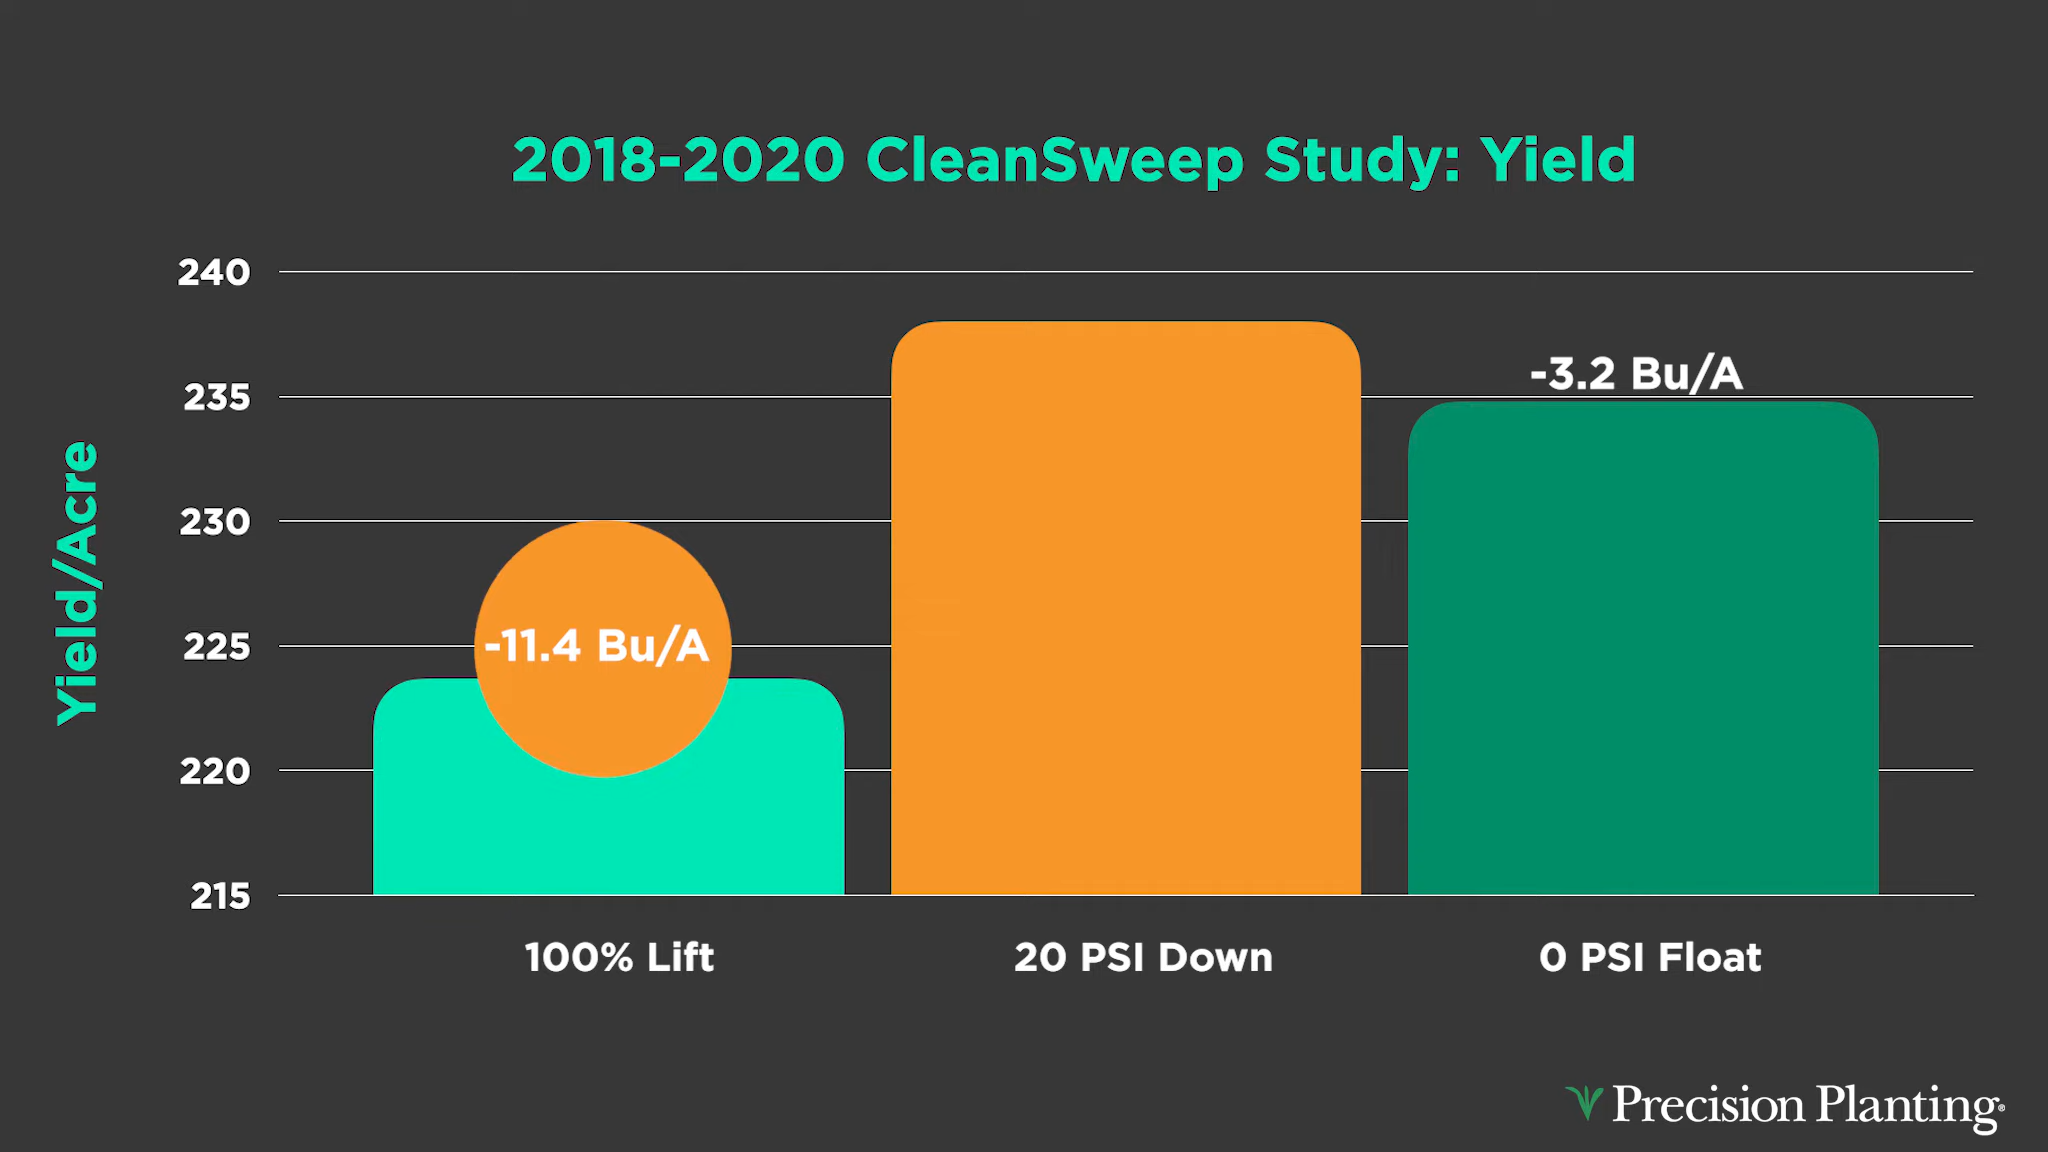 2018-2020 CleanSweep Study: Yield
Yield/Acre
240
235
230
225
220
215
-11.4 Bu/A
-3.2 Bu/A
100% Lift
20 PSI Down
0 PSI Float
Precision Planting®